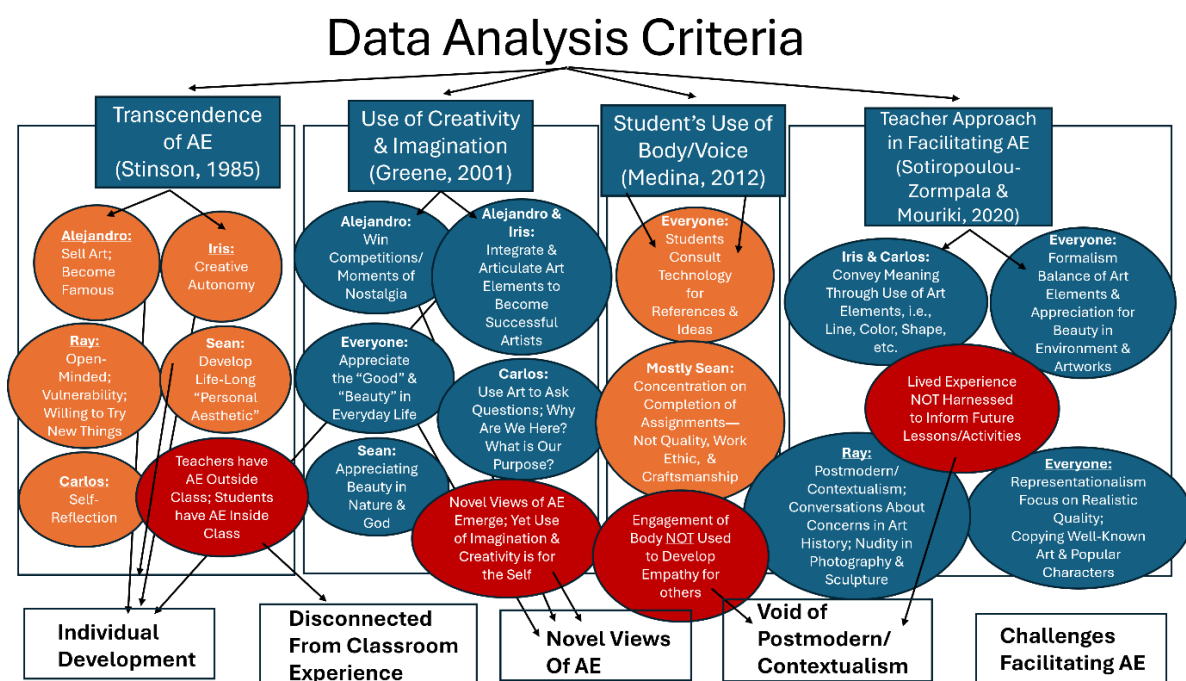 Data Analysis Criteria
Transcendence
of AE
(Stinson, 1985)
Alejandro:
Sell Art;
Become
Famous
Iris:
Creative
Autonomy
Ray:
Open-
Minded;
Vulnerability;
Willing to Try
New Things
Sean:
Develop
Life-Long
“Personal
Aesthetic”
Carlos:
Self-
Reflection
Teachers have
AE Outside
Class; Students
have AE Inside
Class
Use of Creativity
& Imagination
(Greene, 2001)
Alejandro:
Win
Competitions/
Moments of
Nostalgia
Alejandro &
Iris:
Integrate &
Articulate Art
Elements to
Become
Successful
Artists
Everyone:
Appreciate
the “Good” &
“Beauty” in
Everyday Life
Carlos:
Use Art to Ask
Questions; Why
Are We Here?
What is Our
Purpose?
Sean:
Appreciating
Beauty in
Nature &
God
Novel Views of AE
Emerge; Yet Use
of Imagination &
Creativity is for
the Self
Student’s Use of
Body/Voice
(Medina, 2012)
Everyone:
Students
Consult
Technology
for
References &
Ideas
Mostly Sean:
Concentration on
Completion of
Assignments—
Not Quality, Work
Ethic, &
Craftsmanship
Engagement of
Body NOT Used
to Develop
Empathy for
others
Teacher Approach
in Facilitating AE
(Sotiropoulou-
Zormpala &
Mouriki, 2020)
Iris & Carlos:
Convey Meaning
Through Use of Art
Elements, i.e.,
Line, Color, Shape,
etc.
Everyone:
Formalism
Balance of Art
Elements &
Appreciation for
Beauty in
Environment &
Artworks
Lived Experience
NOT Harnessed
to Inform Future
Lessons/Activities
Ray:
Postmodern/
Contextualism;
Conversations About
Concerns in Art
History; Nudity in
Photography &
Sculpture
Everyone:
Representationalism
Focus on Realistic
Quality;
Copying Well-Known
Art & Popular
Characters
Individual
Development
Disconnected
From Classroom
Experience
Novel Views
Of AE
Void of
Postmodern/
Contextualism
Challenges
Facilitating AE